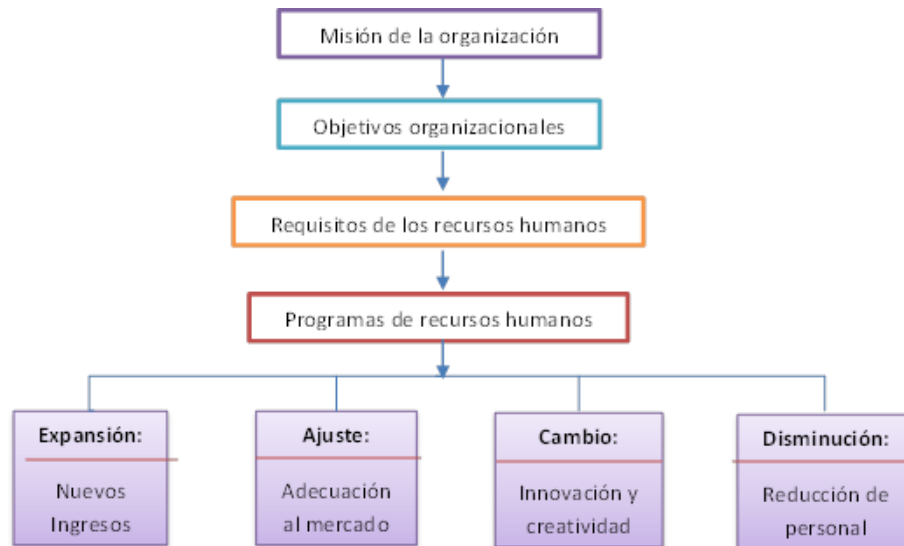 Misión de la organización
Objetivos organizacionales
Requisitos de los recursos humanos
Programas de recursos humanos
Expansión:
Nuevos
Ingresos
Ajuste:
Adecuación
al mercado
Cambio:
Innovación y
creatividad
Disminución:
Reducción de
personal